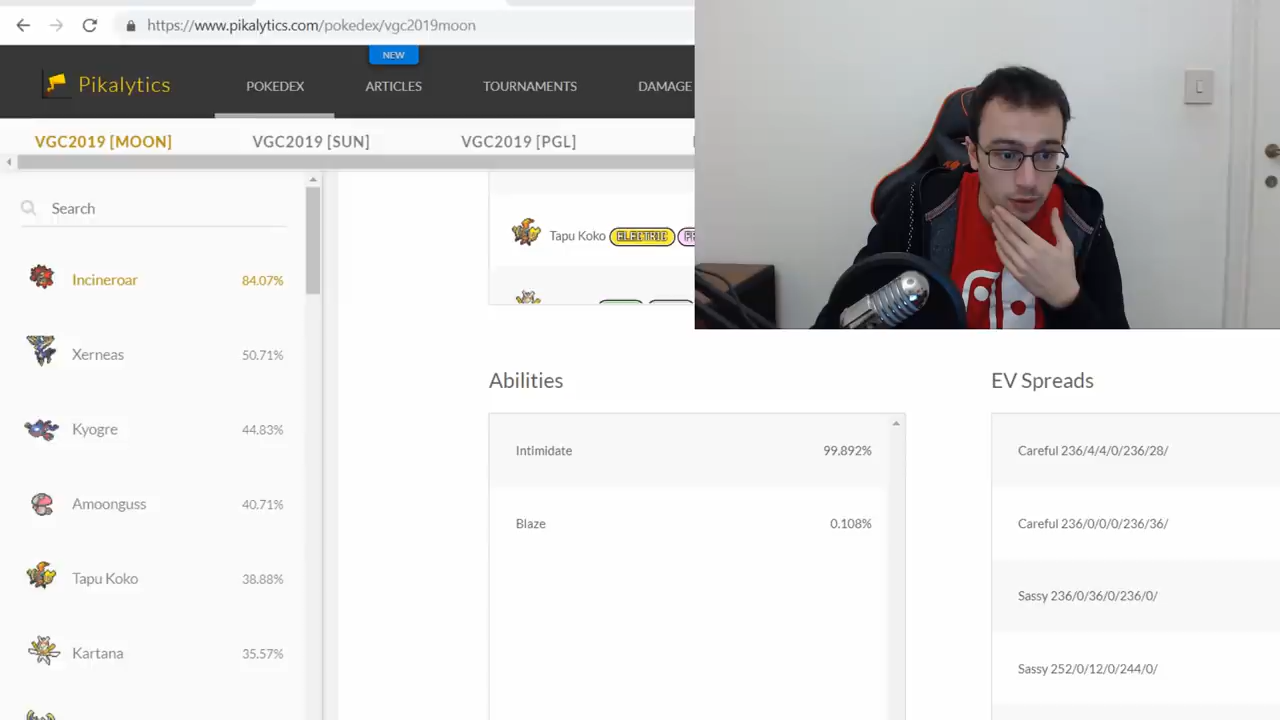 https://www.pikalytics.com/pokedex/vgc2019moon
NEW
Pikalytics
POKEDEX
ARTICLES
TOURNAMENTS
DAMAGE
VGC2019 [MOON]
VGC2019 [SUN]
VGC2019 [PGL]
Search
Incineroar 84.07%
Xerneas 50.71%
Kyogre 44.83%
Amoonguss 40.71%
Tapu Koko 38.88%
Kartana 35.57%
Tapu Koko ELECTRIC
Abilities
Intimidate 99.892%
Blaze 0.108%
EV Spreads
Careful 236/4/4/0/236/28/
Careful 236/0/0/0/236/36/
Sassy 236/0/36/0/236/0/
Sassy 252/0/12/0/244/0/